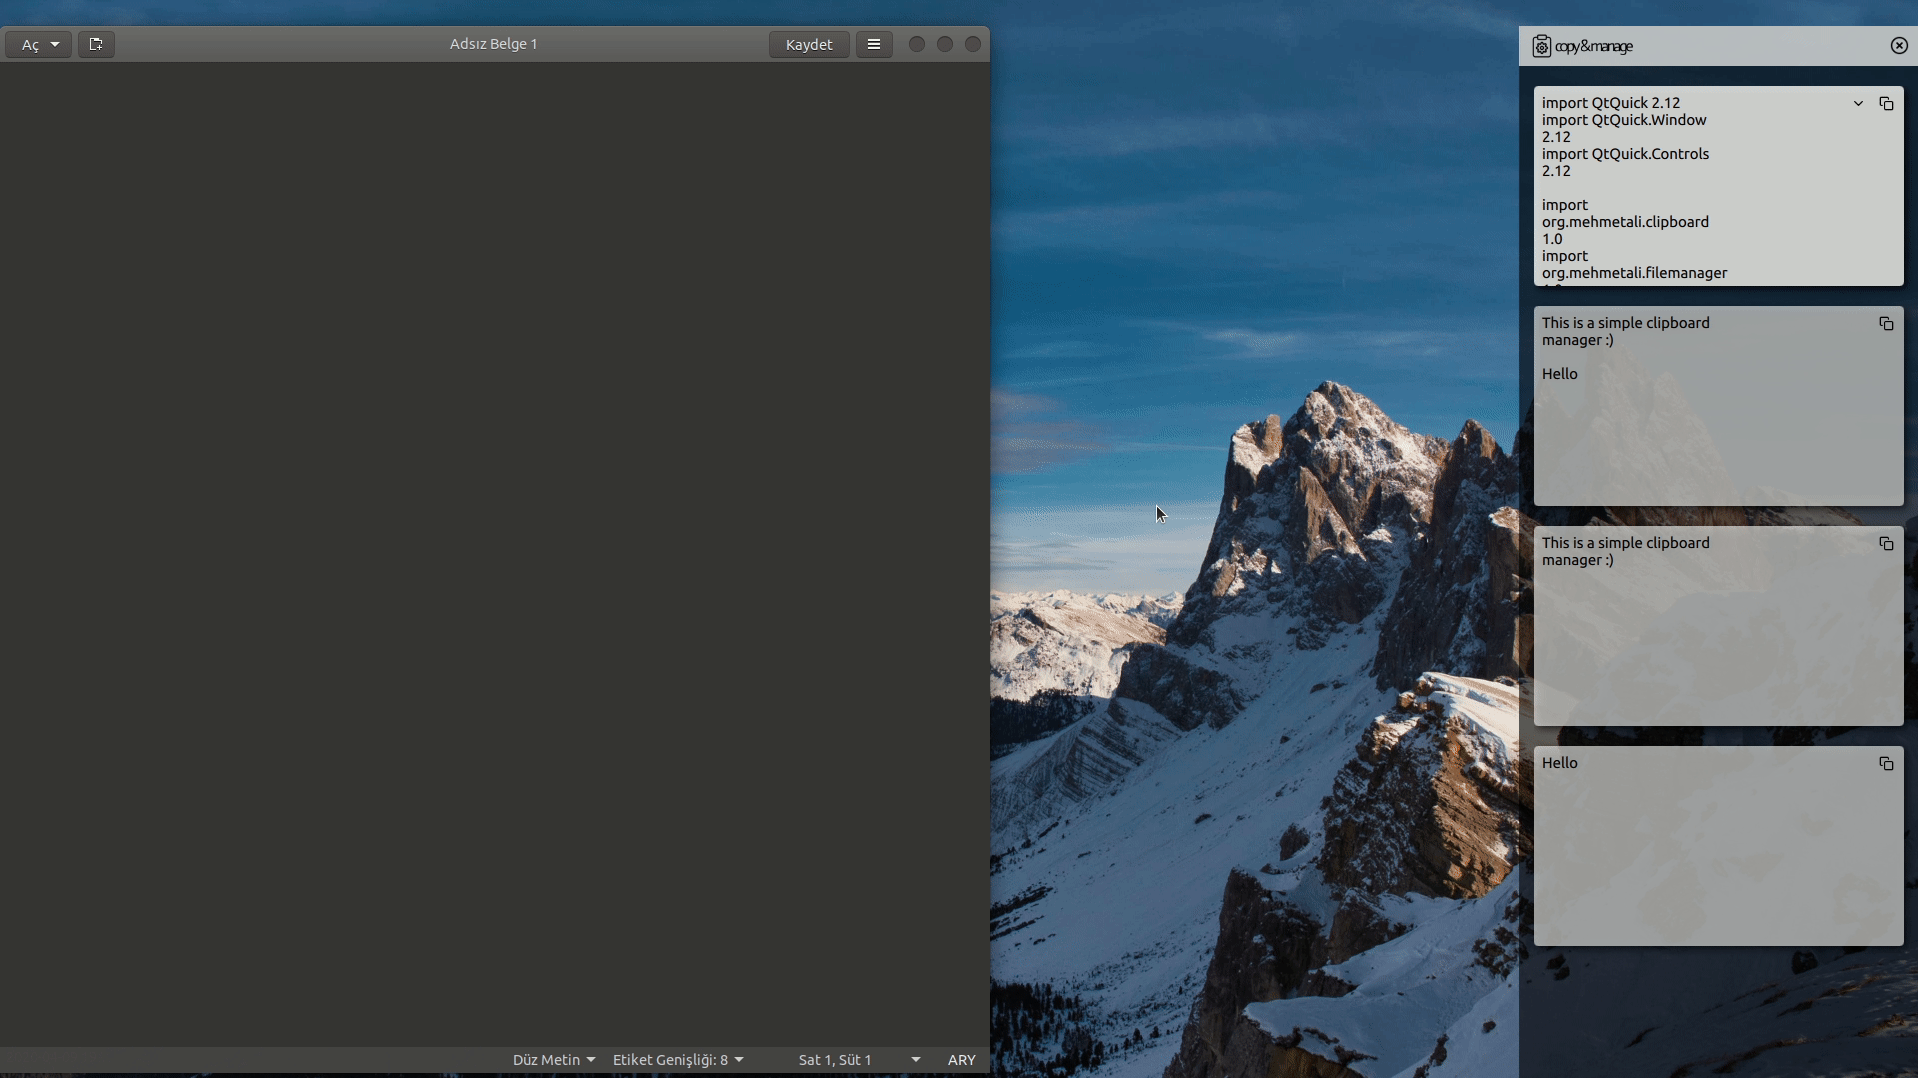 Aç
Adsız Belge 1
Kaydet
copy&manage
import QtQuick 2.12
import QtQuick.Window
2.12
import QtQuick.Controls
2.12
import
org.mehmetali.clipboard
1.0
import
org.mehmetali.filemanager
This is a simple clipboard
manager :)
Hello
This is a simple clipboard
manager :)
Hello
Düz Metin
Etiket Genişliği: 8
Sat 1, Süt 1
ARY